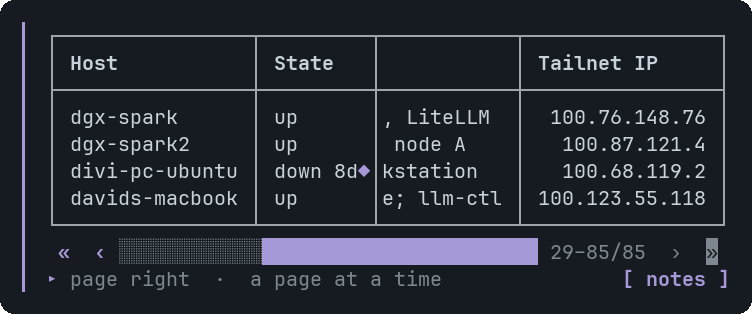 Host State Tailnet IP
dgx-spark up , LiteLLM 100.76.148.76
dgx-spark2 up node A 100.87.121.4
divi-pc-ubuntu down 8d◆ kstation 100.68.119.2
davids-macbook up e; llm-ctl 100.123.55.118
« ‹ 29–85/85 › »
▸ page right · a page at a time [ notes ]